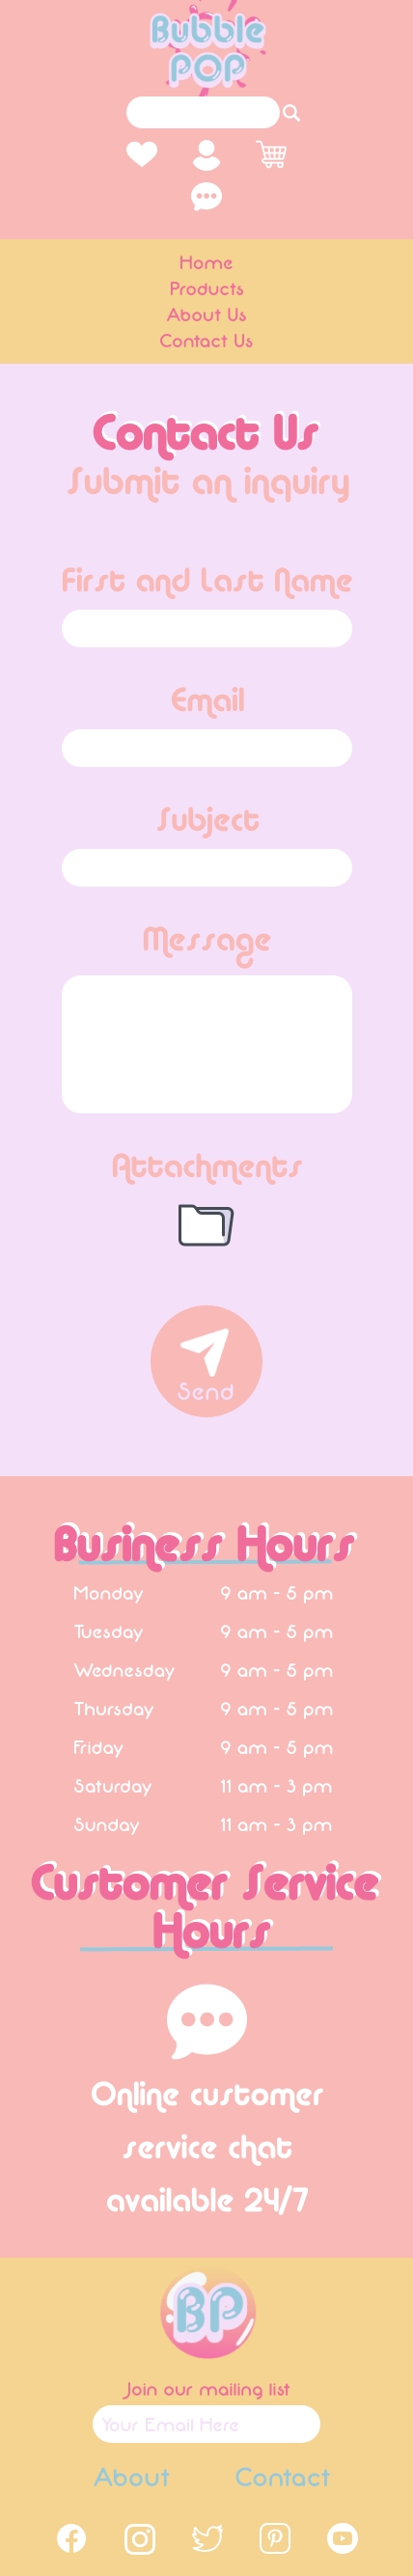 Bubble
POP
Home
Products
About Us
Contact Us
Contact Us
Submit an inquiry
First and Last Name
Email
Subject
Message
Attachments
Send
Business Hours
Monday 9 am - 5 pm
Tuesday 9 am - 5 pm
Wednesday 9 am - 5 pm
Thursday 9 am - 5 pm
Friday 9 am - 5 pm
Saturday 11 am - 3 pm
Sunday 11 am - 3 pm
Customer Service
Hours
Online customer
service chat
available 24/7
BP
Join our mailing list
Your Email Here
About Contact